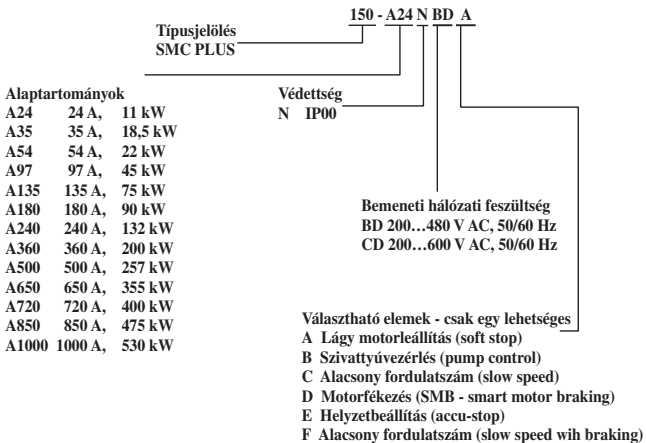 150 - A24 N BD A
Típusjelölés
SMC PLUS
Alaptartományok
A24 24 A, 11 kW
A35 35 A, 18,5 kW
A54 54 A, 22 kW
A97 97 A, 45 kW
A135 135 A, 75 kW
A180 180 A, 90 kW
A240 240 A, 132 kW
A360 360 A, 200 kW
A500 500 A, 257 kW
A650 650 A, 355 kW
A720 720 A, 400 kW
A850 850 A, 475 kW
A1000 1000 A, 530 kW
Védettség
N IP00
Bemeneti hálózati feszültség
BD 200…480 V AC, 50/60 Hz
CD 200…600 V AC, 50/60 Hz
Választható elemek - csak egy lehetséges
A Lágy motorleállítás (soft stop)
B Szivattyúvezérlés (pump control)
C Alacsony fordulatszám (slow speed)
D Motorfékezés (SMB - smart motor braking)
E Helyzetbeállítás (accu-stop)
F Alacsony fordulatszám (slow speed wih braking)